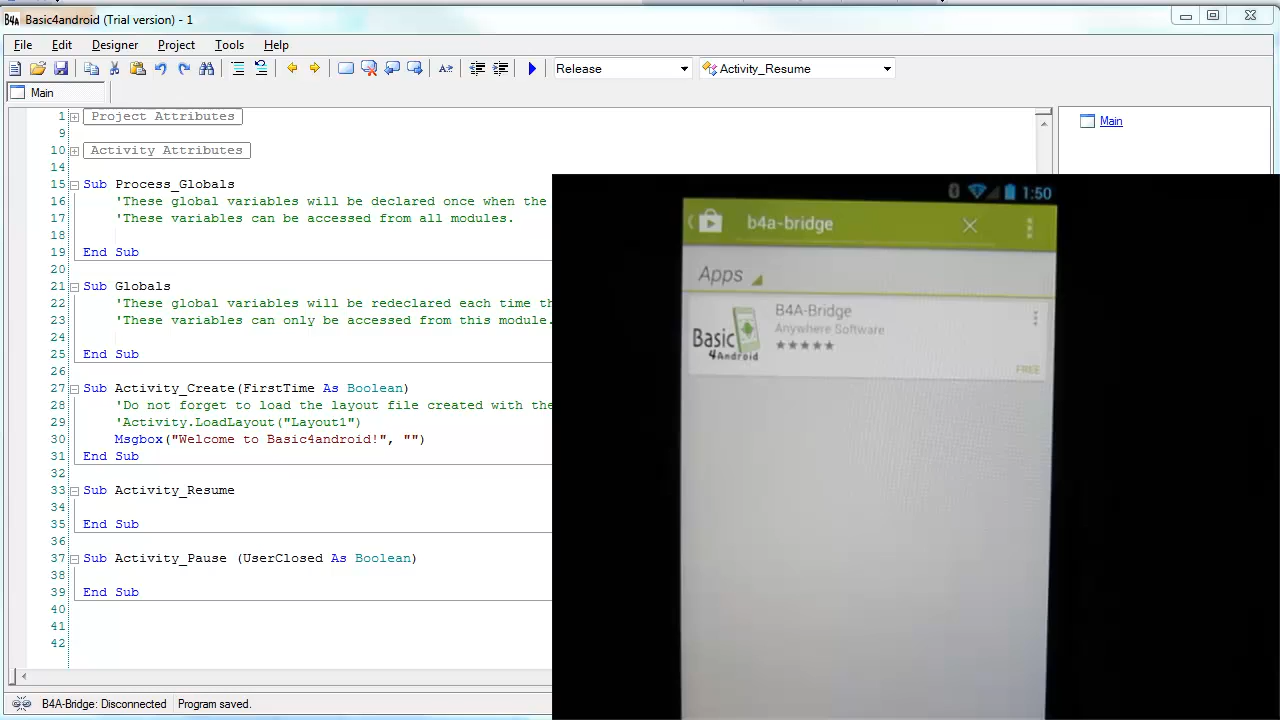 B4A Basic4android (Trial version) - 1
File Edit Designer Project Tools Help
Release Activity_Resume
Main
1 Project Attributes
9
10 Activity Attributes
14
15 Sub Process_Globals
16 'These global variables will be declared once when the
17 'These variables can be accessed from all modules.
18
19 End Sub
20
21 Sub Globals
22 'These global variables will be redeclared each time
23 'These variables can only be accessed from this module.
24
25 End Sub
26
27 Sub Activity_Create(FirstTime As Boolean)
28 'Do not forget to load the layout file created with the
29 'Activity.LoadLayout("Layout1")
30 Msgbox("Welcome to Basic4android!", "")
31 End Sub
32
33 Sub Activity_Resume
34
35 End Sub
36
37 Sub Activity_Pause (UserClosed As Boolean)
38
39 End Sub
40
41
42
B4A-Bridge: Disconnected Program saved.
Main
1:50
b4a-bridge
Apps
B4A-Bridge
Anywhere Software
Basic
4Android
FREE